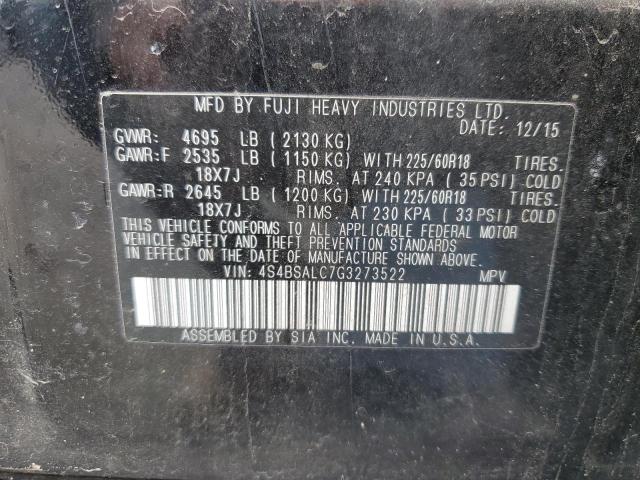 MFD BY FUJI HEAVY INDUSTRIES LTD.
DATE: 12/15
GVWR: 4695 LB (2130 KG)
GAWR:F 2535 LB (1150 KG) WITH 225/60R18 TIRES.
18X7J RIMS. AT 240 KPA (35 PSI) COLD
GAWR:R 2645 LB (1200 KG) WITH 225/60R18 TIRES.
18X7J RIMS. AT 230 KPA (33 PSI) COLD
THIS VEHICLE CONFORMS TO ALL APPLICABLE FEDERAL MOTOR
VEHICLE SAFETY AND THEFT PREVENTION STANDARDS
IN EFFECT ON THE DATE OF MANUFACTURE SHOWN ABOVE.
VIN: 4S4BSALC7G3273522 MPV
ASSEMBLED BY SIA INC. MADE IN U.S.A.